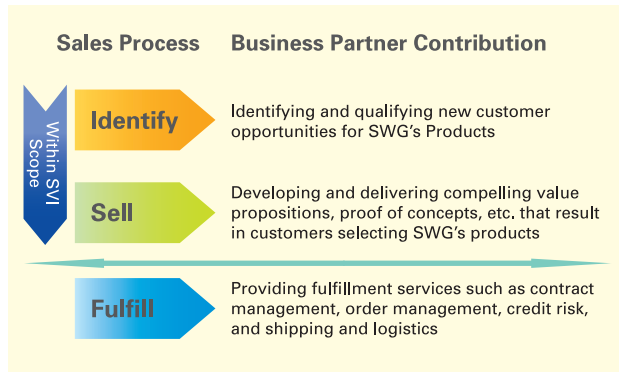 Sales Process
Business Partner Contribution
Within SVI
Scope
Identify
Identifying and qualifying new customer
opportunities for SWG's Products
Sell
Developing and delivering compelling value
propositions, proof of concepts, etc. that result
in customers selecting SWG's products
Fulfill
Providing fulfillment services such as contract
management, order management, credit risk,
and shipping and logistics